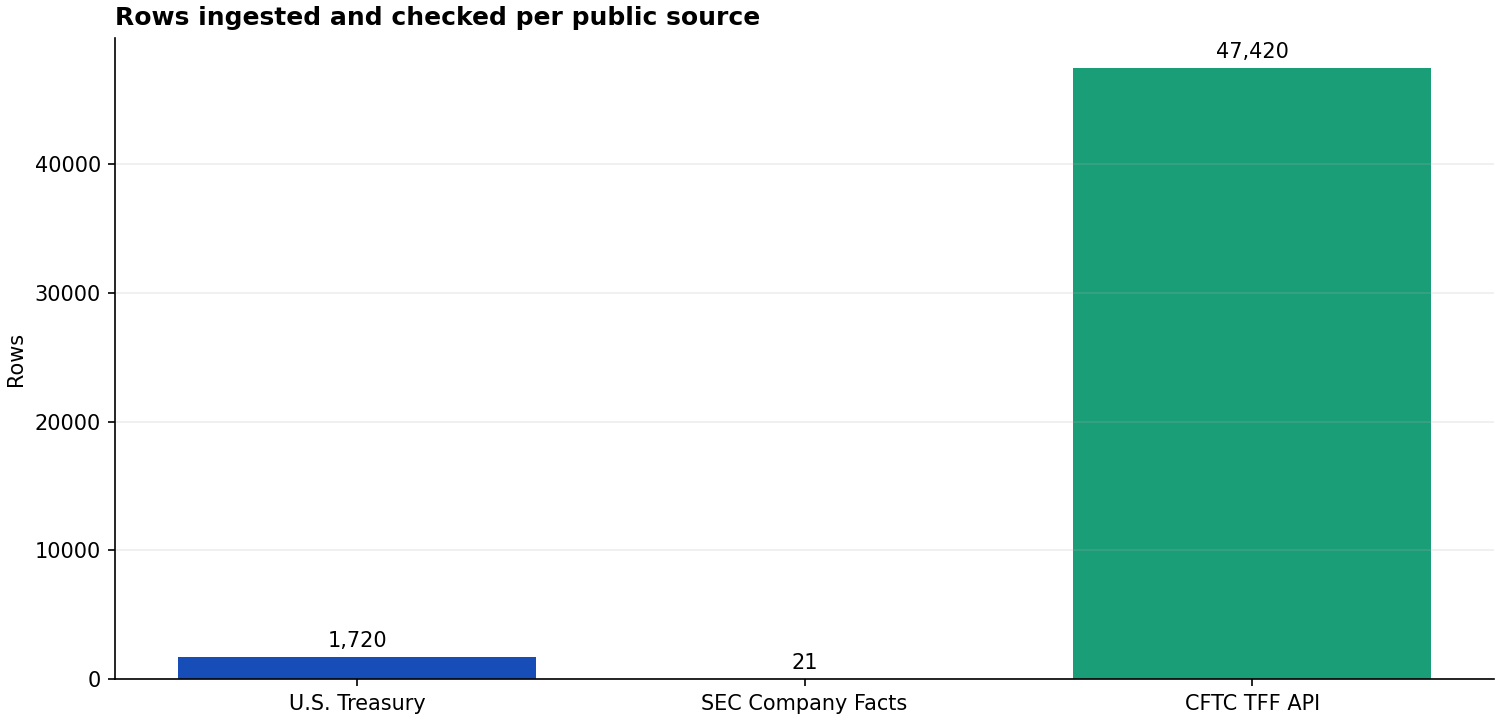 Rows ingested and checked per public source
47,420
40000
30000
Rows
20000
10000
1,720
21
0
U.S. Treasury
SEC Company Facts
CFTC TFF API